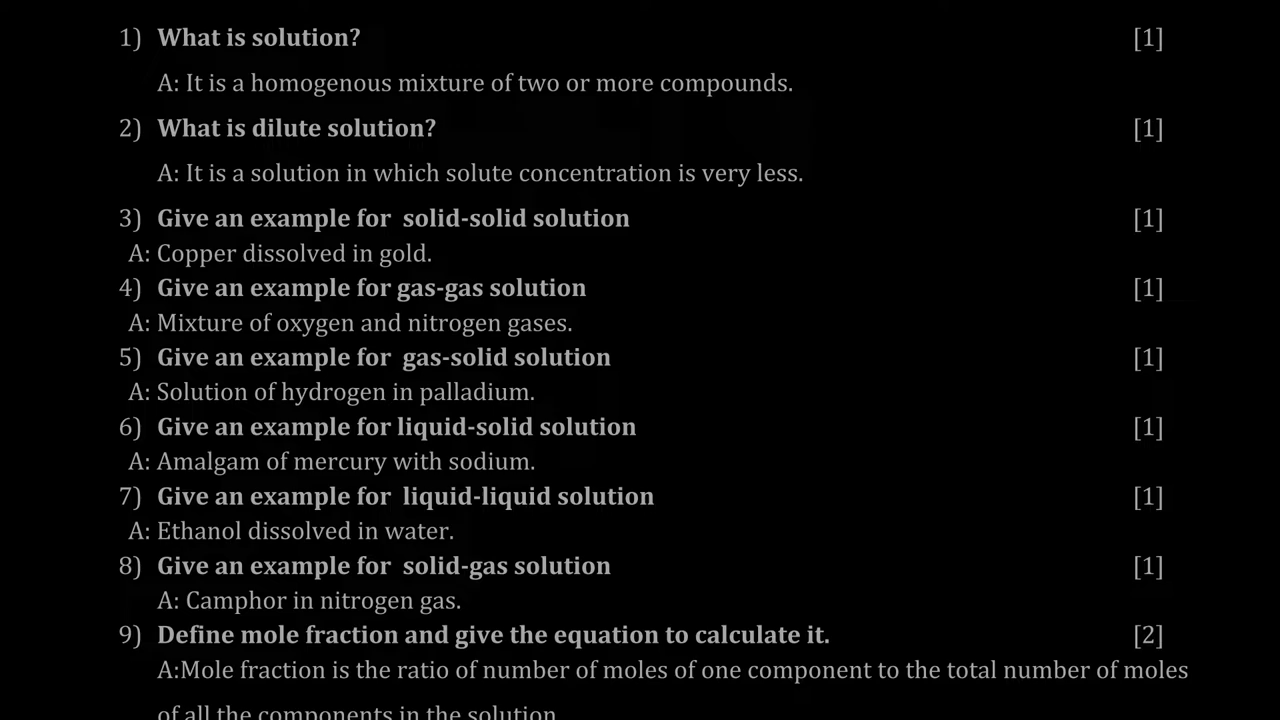 1) What is solution? [1]
A: It is a homogenous mixture of two or more compounds.
2) What is dilute solution? [1]
A: It is a solution in which solute concentration is very less.
3) Give an example for solid-solid solution [1]
A: Copper dissolved in gold.
4) Give an example for gas-gas solution [1]
A: Mixture of oxygen and nitrogen gases.
5) Give an example for gas-solid solution [1]
A: Solution of hydrogen in palladium.
6) Give an example for liquid-solid solution [1]
A: Amalgam of mercury with sodium.
7) Give an example for liquid-liquid solution [1]
A: Ethanol dissolved in water.
8) Give an example for solid-gas solution [1]
A: Camphor in nitrogen gas.
9) Define mole fraction and give the equation to calculate it. [2]
A:Mole fraction is the ratio of number of moles of one component to the total number of moles
of all the components in the solution.